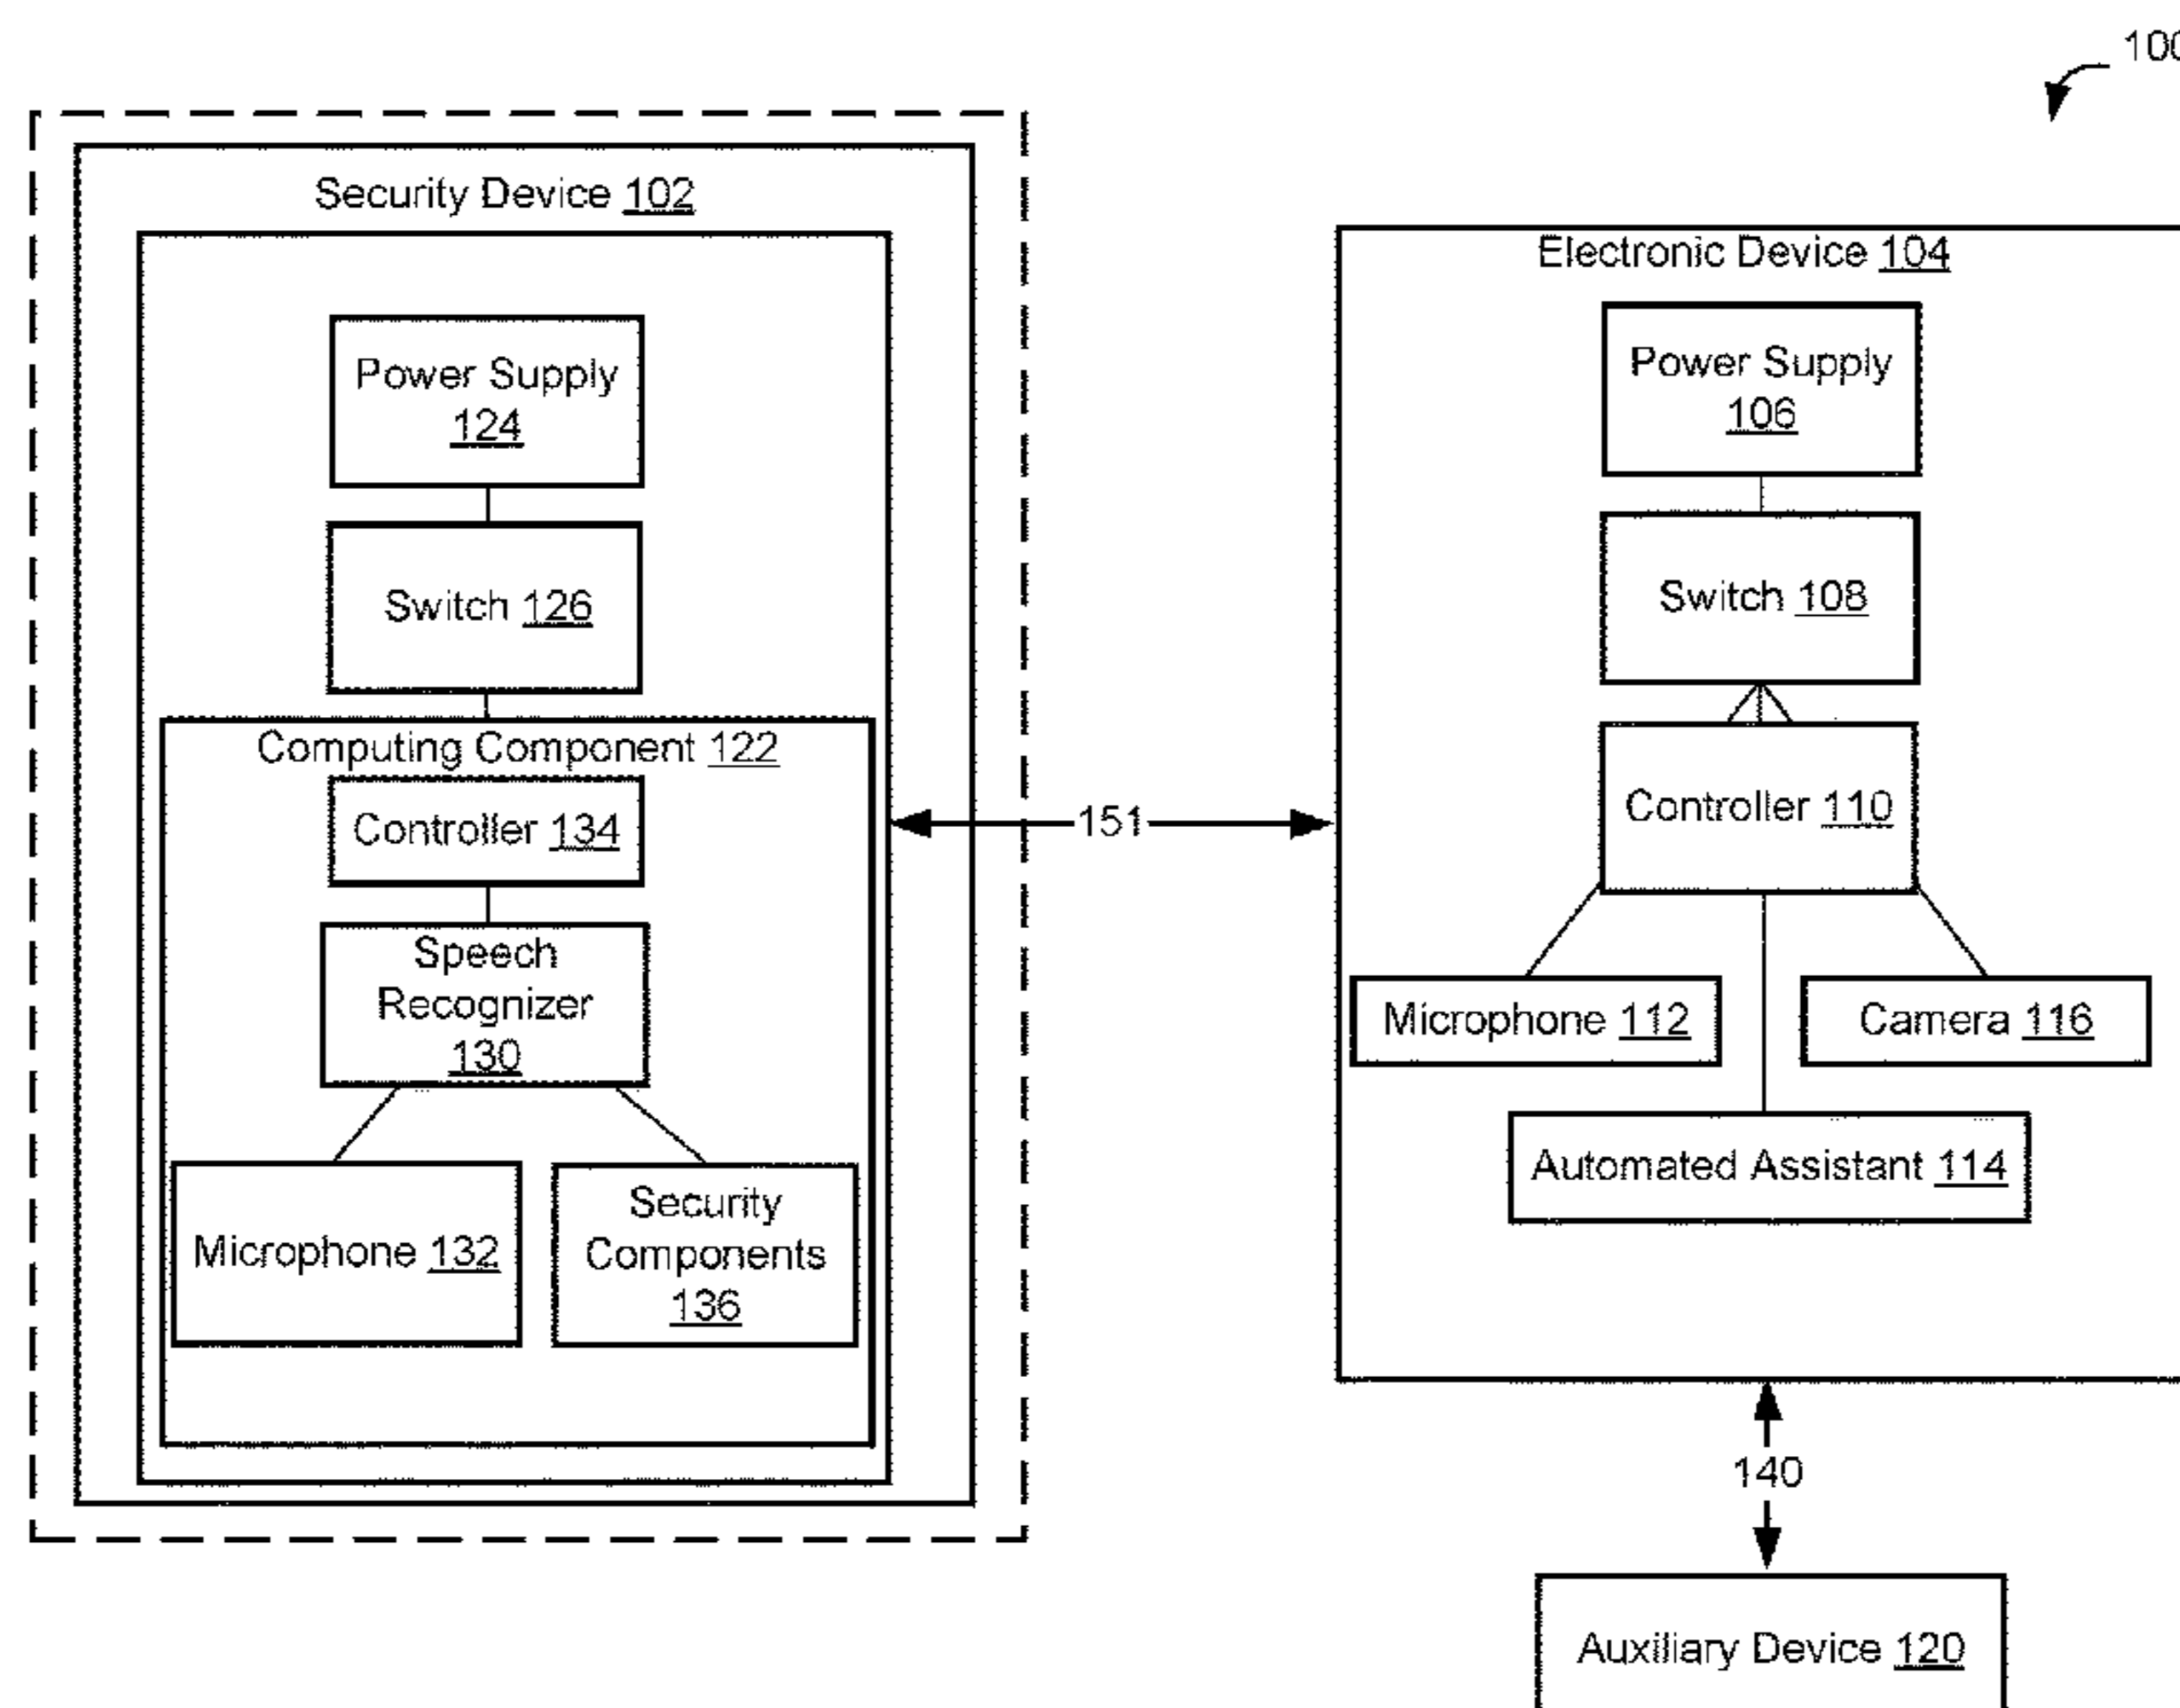 100
Security Device 102
Power Supply
124
Switch 126
Computing Component 122
Controller 134
Speech
Recognizer
130
Microphone 132
Security
Components
136
151
Electronic Device 104
Power Supply
106
Switch 108
Controller 110
Microphone 112
Camera 116
Automated Assistant 114
140
Auxiliary Device 120